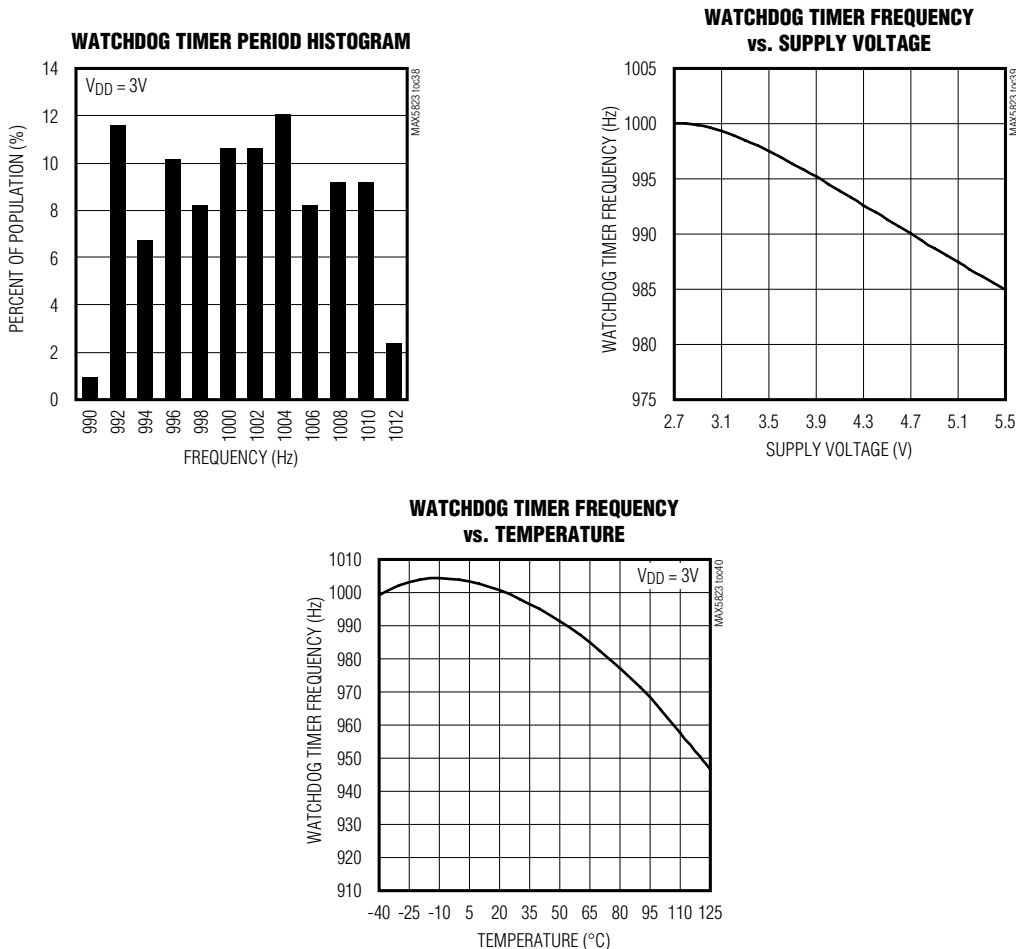 WATCHDOG TIMER PERIOD HISTOGRAM
14
12
10
8
6
4
2
0
PERCENT OF POPULATION (%)
VDD = 3V
MAX5823 toc38
990 992 994 996 998 1000 1002 1004 1006 1008 1010 1012
FREQUENCY (Hz)
WATCHDOG TIMER FREQUENCY
vs. SUPPLY VOLTAGE
1005
1000
995
990
985
980
975
WATCHDOG TIMER FREQUENCY (Hz)
MAX5823 toc39
2.7 3.1 3.5 3.9 4.3 4.7 5.1 5.5
SUPPLY VOLTAGE (V)
WATCHDOG TIMER FREQUENCY
vs. TEMPERATURE
1010
1000
990
980
970
960
950
940
930
920
910
WATCHDOG TIMER FREQUENCY (Hz)
VDD = 3V
MAX5823 toc40
-40 -25 -10 5 20 35 50 65 80 95 110 125
TEMPERATURE (°C)